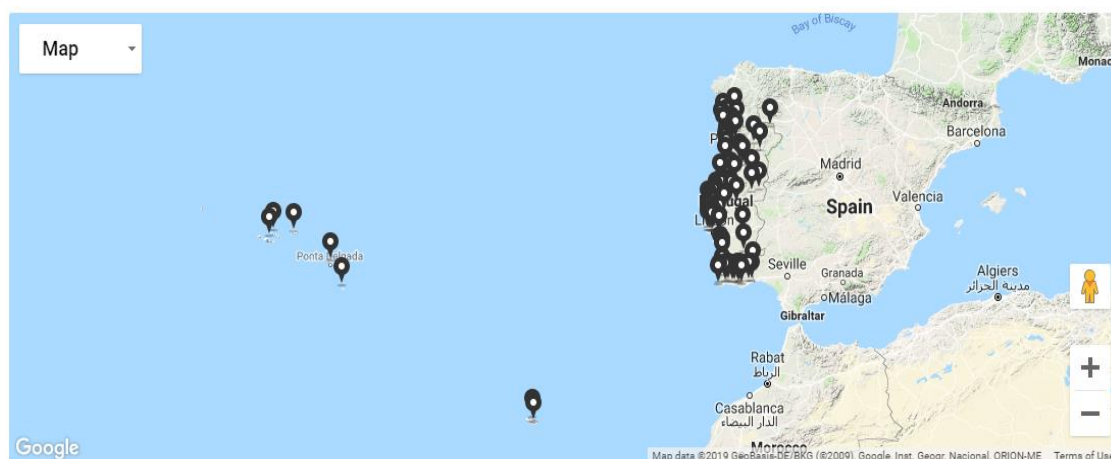 Map
Bay of Biscay
Monac
Andorra
Barcelona
Madrid
Valencia
Spain
Ponta Delgada
Seville
Granada
Málaga
Gibraltar
Algiers
مدينة الجزائر
Rabat
الرباط
Casablanca
الدار البيضاء
Morocco
Google
Map data ©2019 GeoBasis-DE/BKG (©2009), Google, Inst. Geogr. Nacional, ORION-ME Terms of Use